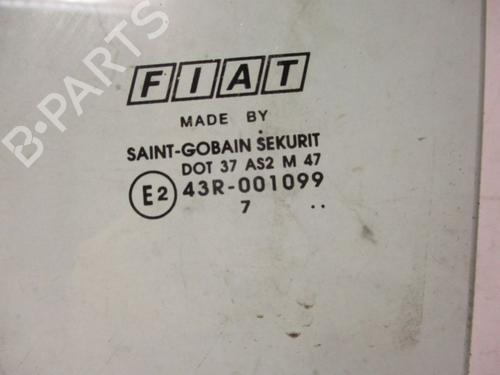 FIAT
MADE BY
SAINT-GOBAIN SEKURIT
DOT 37 AS2 M 47
E2 43R-001099
7 ..
B-PARTS